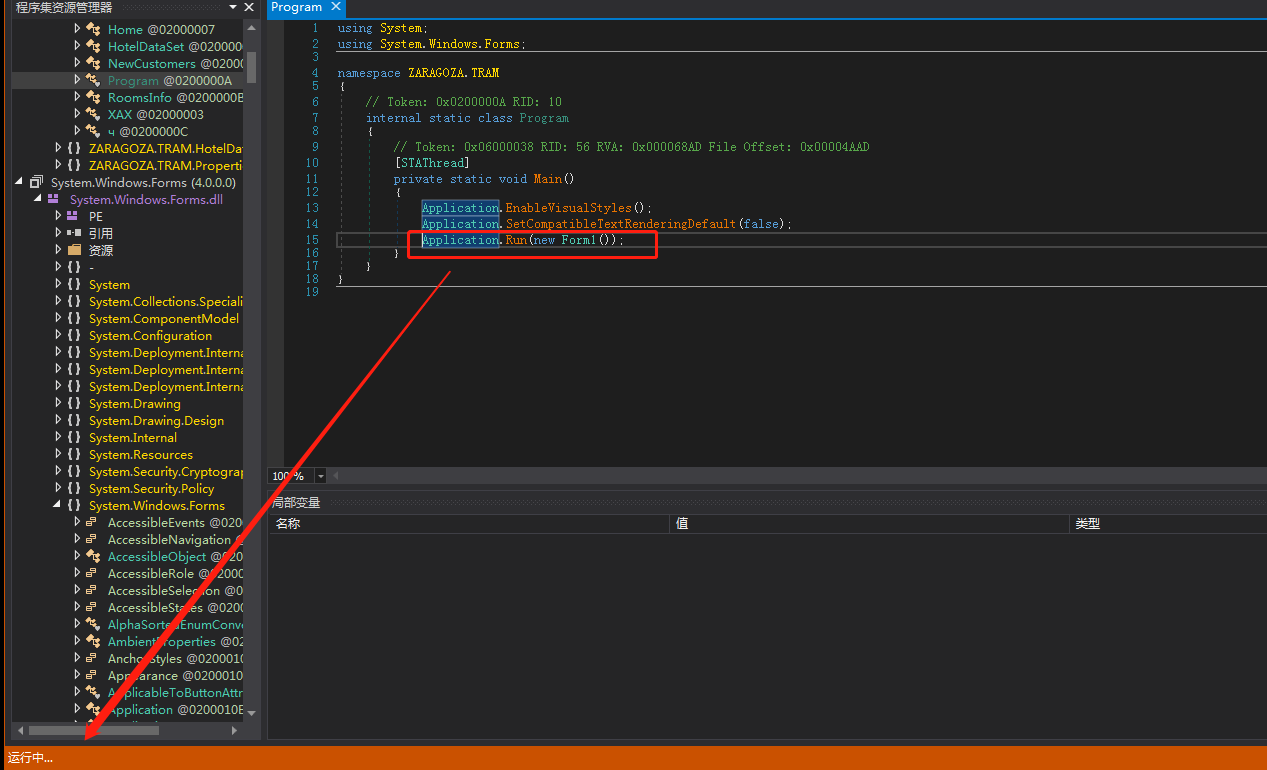 程序集资源管理器
Home @02000007
HotelDataSet @020000
NewCustomers @0200
Program @0200000A
RoomsInfo @0200000B
XAX @02000003
ч @0200000C
{ } ZARAGOZA.TRAM.HotelDat
{ } ZARAGOZA.TRAM.Properti
System.Windows.Forms (4.0.0.0)
System.Windows.Forms.dll
PE
引用
资源
{ } -
{ } System
{ } System.Collections.Speciali
{ } System.ComponentModel
{ } System.Configuration
{ } System.Deployment.Interna
{ } System.Deployment.Interna
{ } System.Deployment.Interna
{ } System.Drawing
{ } System.Drawing.Design
{ } System.Internal
{ } System.Resources
{ } System.Security.Cryptograp
{ } System.Security.Policy
{ } System.Windows.Forms
AccessibleEvents @020
AccessibleNavigation
AccessibleObject @020
AccessibleRole @02000
AccessibleSelection @0
AccessibleStates @0200
AlphaSortedEnumConve
AmbientProperties @02
AnchorStyles @0200010
Appearance @0200010
ApplicableToButtonAttr
Application @0200010E
Program
1 using System;
2 using System.Windows.Forms;
3
4 namespace ZARAGOZA.TRAM
5 {
6 // Token: 0x0200000A RID: 10
7 internal static class Program
8 {
9 // Token: 0x06000038 RID: 56 RVA: 0x000068AD File Offset: 0x00004AAD
10 [STAThread]
11 private static void Main()
12 {
13 Application.EnableVisualStyles();
14 Application.SetCompatibleTextRenderingDefault(false);
15 Application.Run(new Form1());
16 }
17 }
18 }
19
100 %
局部变量
名称 值 类型
运行中...